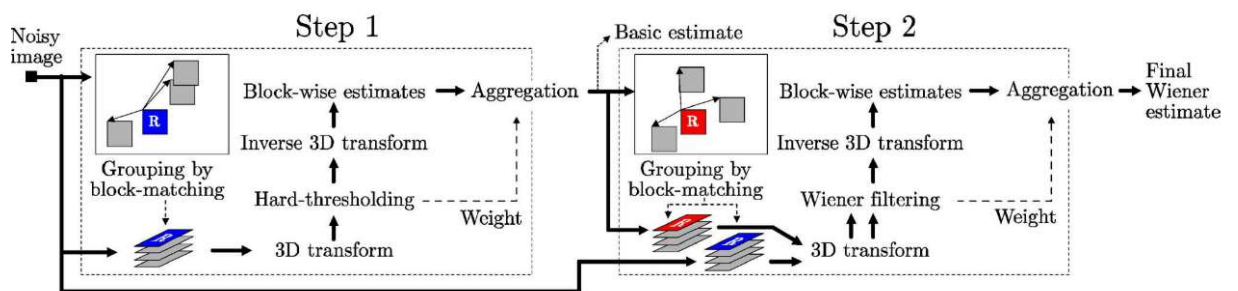 Step 1
Step 2
Noisy
image
Basic estimate
R
Block-wise estimates
Aggregation
Inverse 3D transform
Grouping by
block-matching
Hard-thresholding
Weight
3D transform
R
Block-wise estimates
Aggregation
Final
Wiener
estimate
Inverse 3D transform
Grouping by
block-matching
Wiener filtering
Weight
3D transform